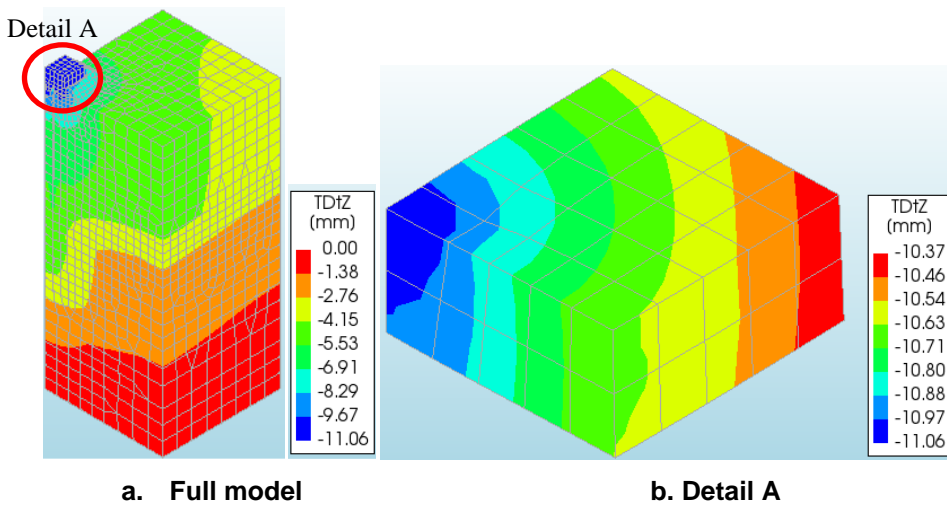 Detail A
TDtZ
(mm)
0.00
-1.38
-2.76
-4.15
-5.53
-6.91
-8.29
-9.67
-11.06
TDtZ
(mm)
-10.37
-10.46
-10.54
-10.63
-10.71
-10.80
-10.88
-10.97
-11.06
a. Full model
b. Detail A